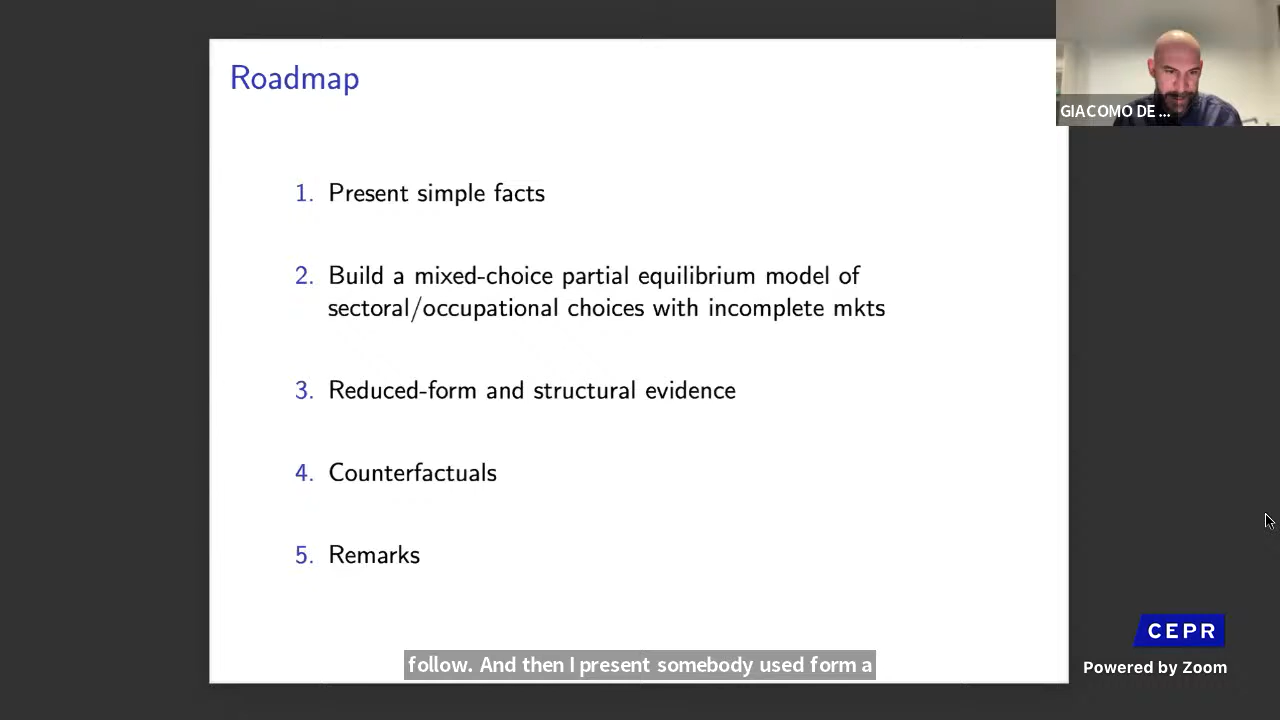 Roadmap
GIACOMO DE ...
1. Present simple facts
2. Build a mixed-choice partial equilibrium model of
sectoral/occupational choices with incomplete mkts
3. Reduced-form and structural evidence
4. Counterfactuals
5. Remarks
CEPR
follow. And then I present somebody used form a
Powered by Zoom